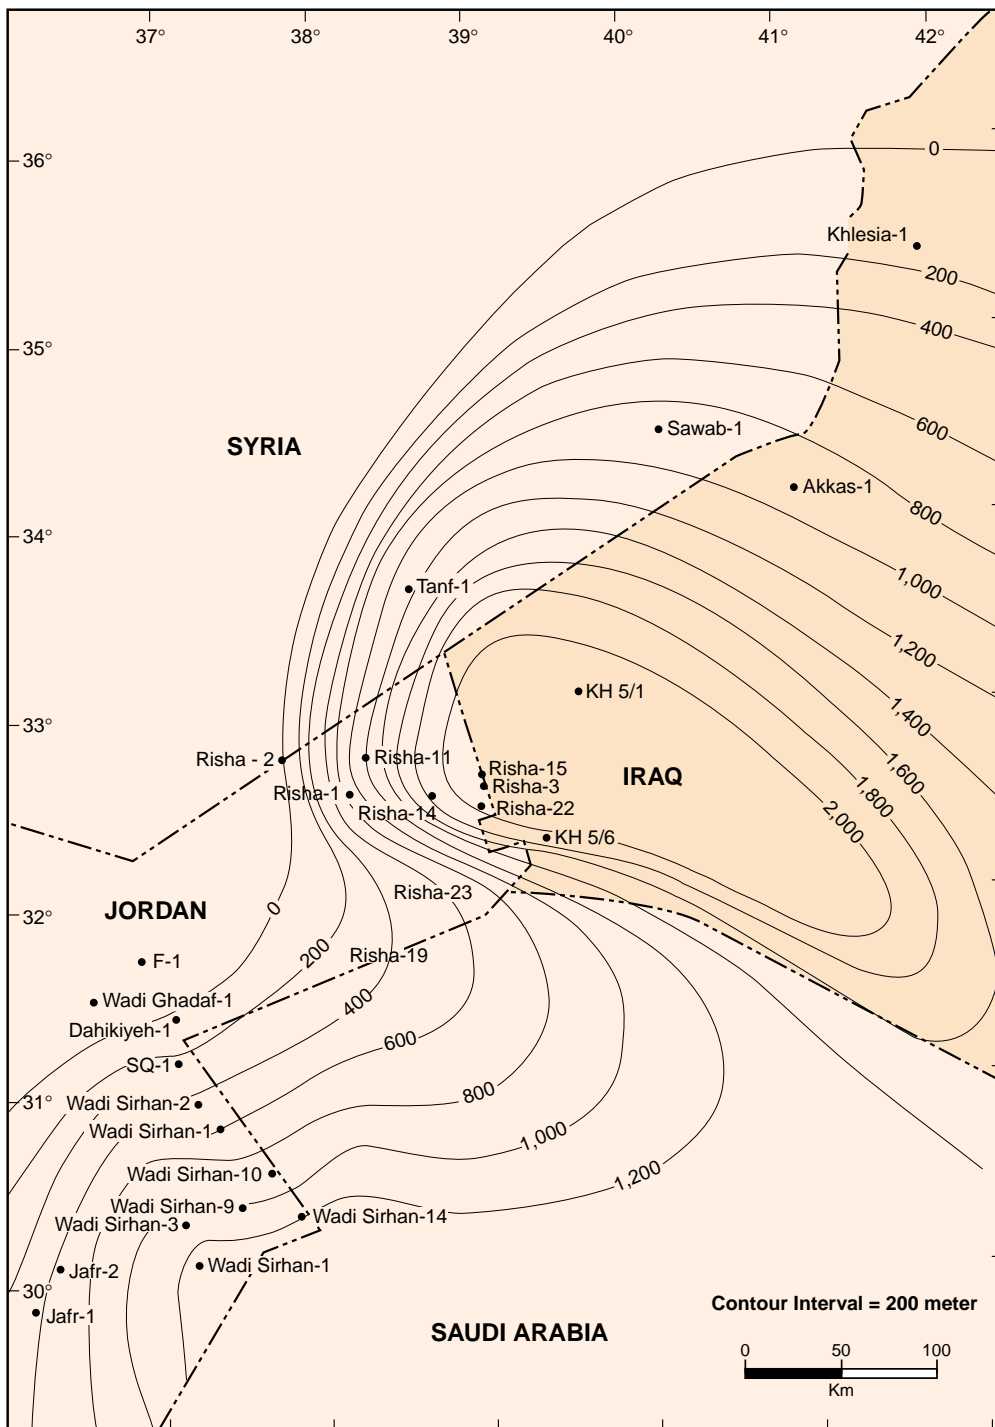 37°
38°
39°
40°
41°
42°
36°
0
Khlesia-1
200
400
35°
600
SYRIA
Sawab-1
Akkas-1
800
34°
1,000
Tanf-1
1,200
KH 5/1
1,400
33°
Risha - 2
Risha-11
Risha-15
IRAQ
1,600
Risha-3
1,800
Risha-1
Risha-22
Risha-14
2,000
KH 5/6
Risha-23
JORDAN
0
32°
200
Risha-19
F-1
400
Wadi Ghadaf-1
Dahikiyeh-1
600
SQ-1
800
31°
Wadi Sirhan-2
Wadi Sirhan-1
1,000
Wadi Sirhan-10
1,200
Wadi Sirhan-9
Wadi Sirhan-3
Wadi Sirhan-14
Jafr-2
Wadi Sirhan-1
30°
Jafr-1
Contour Interval = 200 meter
SAUDI ARABIA
0
50
100
Km